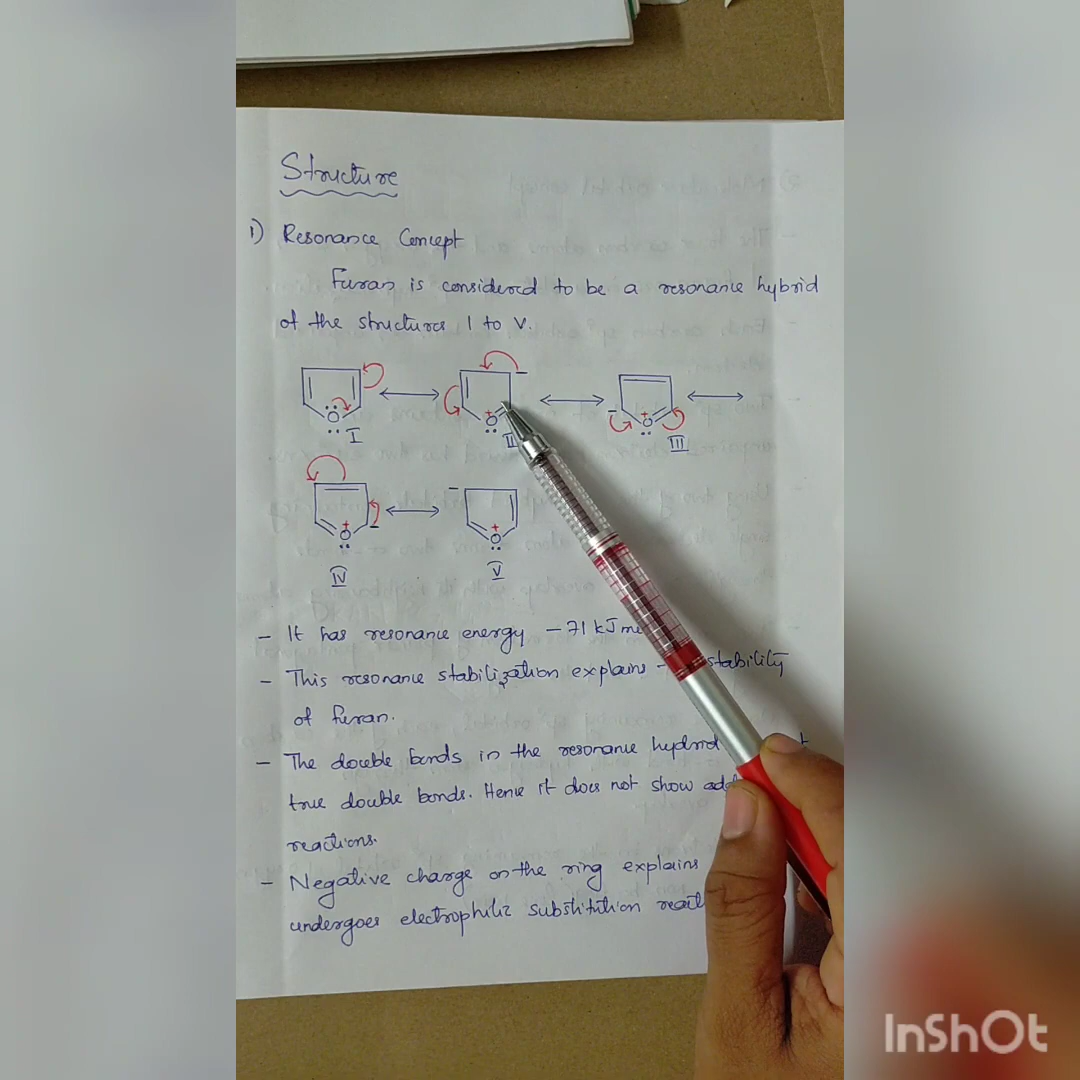 Structure
1) Resonance Concept
Furan is considered to be a resonance hybrid
of the structures I to V.
I
II
III
IV
V
- It has resonance energy - 71 kJ
- This resonance stabilization explains - stability
of furan.
- The double bonds in the resonance hybrid
true double bonds. Hence it does not show
reactions.
- Negative charge on the ring explains
undergoes electrophilic substitution
InShOt